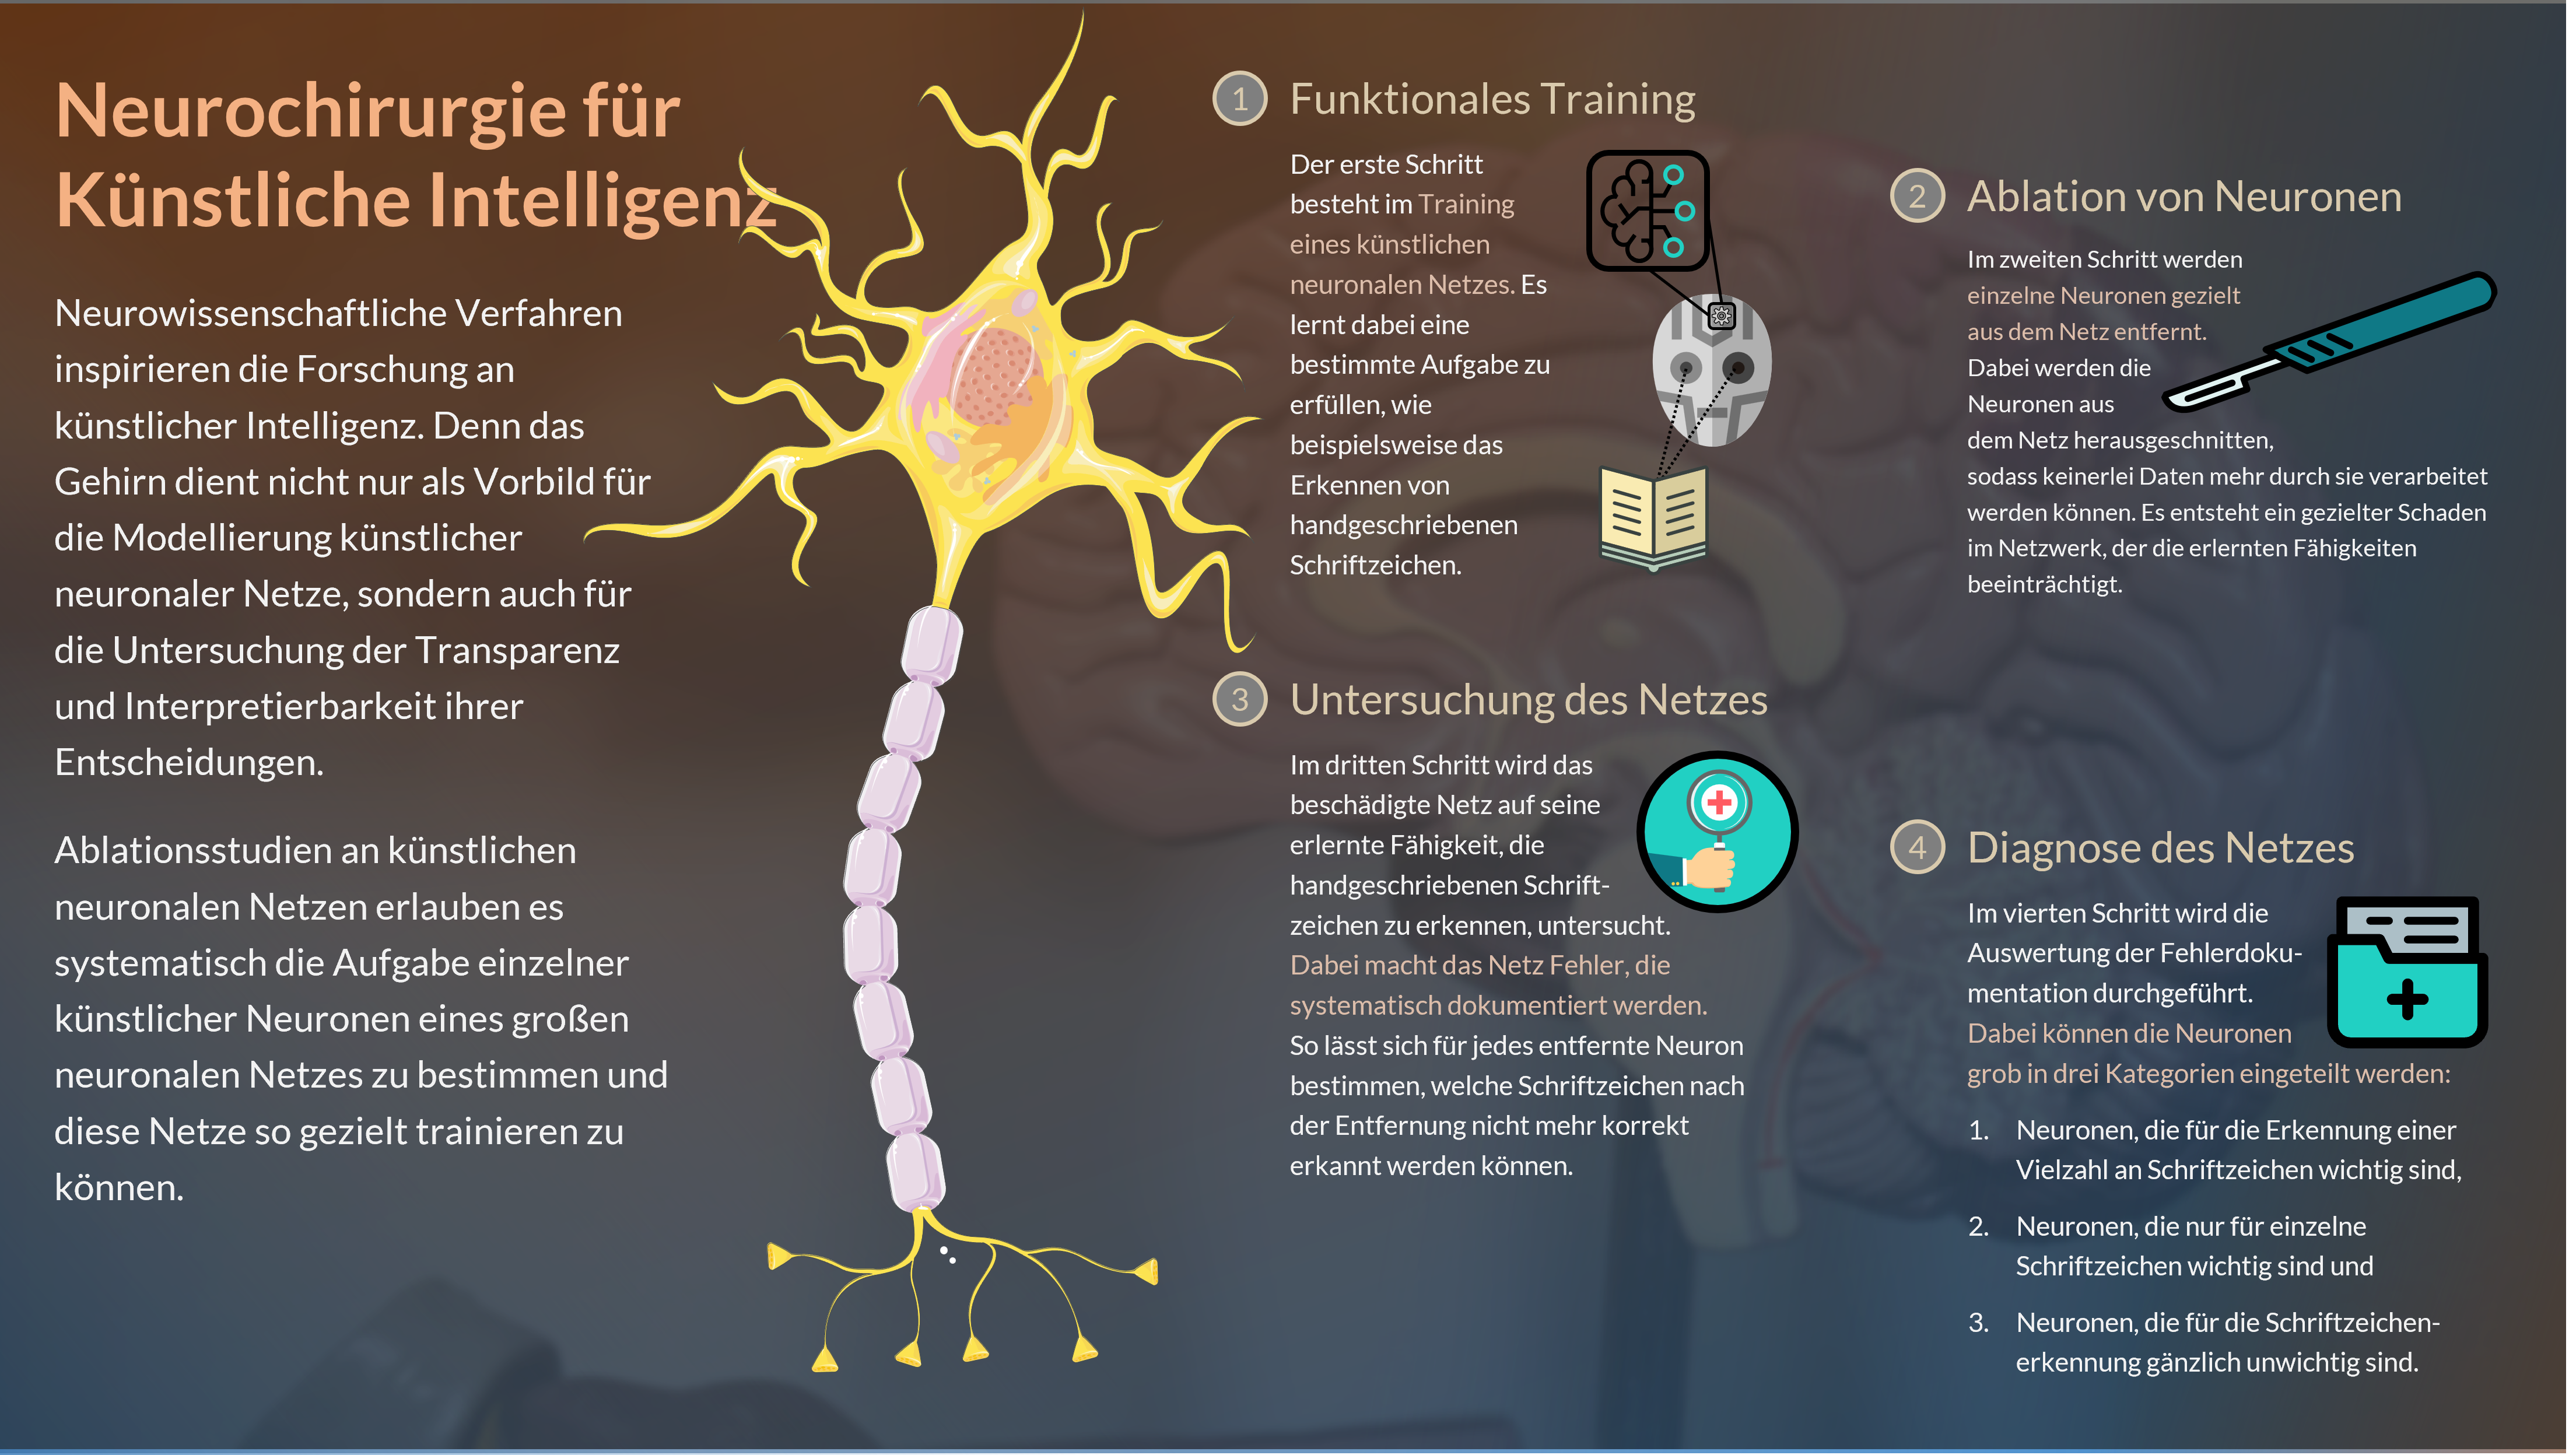 Neurochirurgie für
Künstliche Intelligenz
Neurowissenschaftliche Verfahren
inspirieren die Forschung an
künstlicher Intelligenz. Denn das
Gehirn dient nicht nur als Vorbild für
die Modellierung künstlicher
neuronaler Netze, sondern auch für
die Untersuchung der Transparenz
und Interpretierbarkeit ihrer
Entscheidungen.
Ablationsstudien an künstlichen
neuronalen Netzen erlauben es
systematisch die Aufgabe einzelner
künstlicher Neuronen eines großen
neuronalen Netzes zu bestimmen und
diese Netze so gezielt trainieren zu
können.
1 Funktionales Training
Der erste Schritt
besteht im Training
eines künstlichen
neuronalen Netzes. Es
lernt dabei eine
bestimmte Aufgabe zu
erfüllen, wie
beispielsweise das
Erkennen von
handgeschriebenen
Schriftzeichen.
2 Ablation von Neuronen
Im zweiten Schritt werden
einzelne Neuronen gezielt
aus dem Netz entfernt.
Dabei werden die
Neuronen aus
dem Netz herausgeschnitten,
sodass keinerlei Daten mehr durch sie verarbeitet
werden können. Es entsteht ein gezielter Schaden
im Netzwerk, der die erlernten Fähigkeiten
beeinträchtigt.
3 Untersuchung des Netzes
Im dritten Schritt wird das
beschädigte Netz auf seine
erlernte Fähigkeit, die
handgeschriebenen Schrift-
zeichen zu erkennen, untersucht.
Dabei macht das Netz Fehler, die
systematisch dokumentiert werden.
So lässt sich für jedes entfernte Neuron
bestimmen, welche Schriftzeichen nach
der Entfernung nicht mehr korrekt
erkannt werden können.
4 Diagnose des Netzes
Im vierten Schritt wird die
Auswertung der Fehlerdoku-
mentation durchgeführt.
Dabei können die Neuronen
grob in drei Kategorien eingeteilt werden:
1. Neuronen, die für die Erkennung einer
Vielzahl an Schriftzeichen wichtig sind,
2. Neuronen, die nur für einzelne
Schriftzeichen wichtig sind und
3. Neuronen, die für die Schriftzeichen-
erkennung gänzlich unwichtig sind.